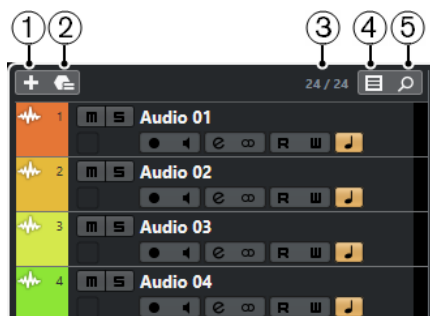 1 2 3 4 5
24 / 24
1 m S Audio 01
R W
2 m S Audio 02
R W
3 m S Audio 03
R W
4 m S Audio 04
R W